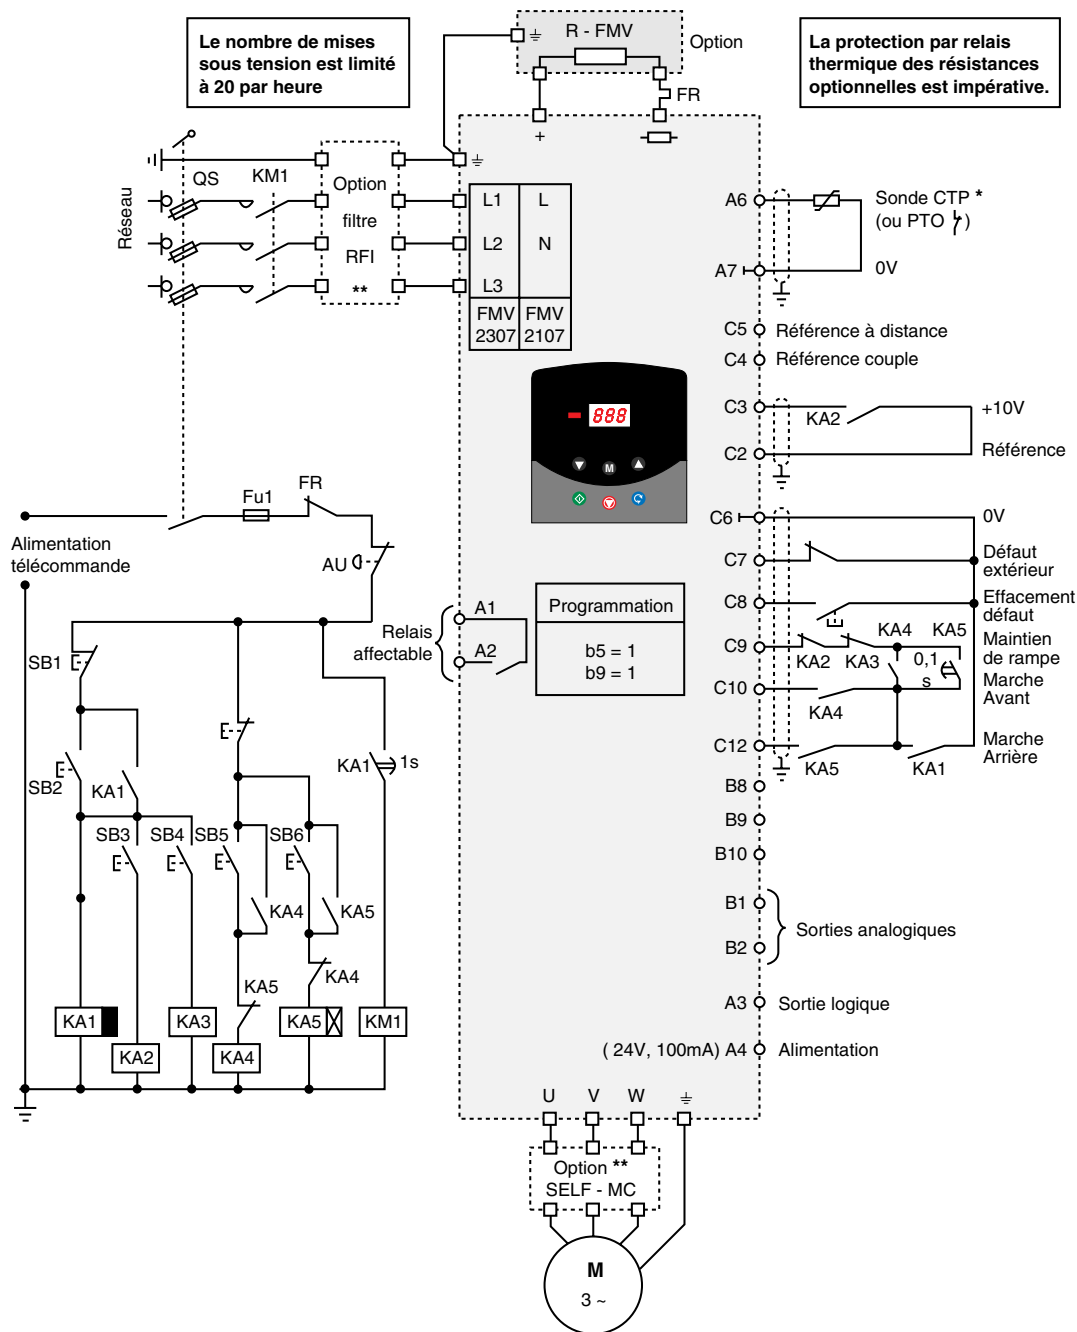 Le nombre de mises
sous tension est limité
à 20 par heure
R - FMV
Option
La protection par relais
thermique des résistances
optionnelles est impérative.
FR
+
Réseau
QS
KM1
Option
filtre
RFI
**
L1
L
L2
N
L3
FMV
2307
FMV
2107
A6
Sonde CTP *
(ou PTO )
A7
0V
C5
Référence à distance
C4
Référence couple
C3
KA2
+10V
C2
Référence
888
M
C6
0V
C7
Défaut
extérieur
C8
Effacement
défaut
C9
KA2
KA3
KA4
KA5
Maintien
de rampe
0,1
s
C10
KA4
Marche
Avant
C12
KA5
KA1
Marche
Arrière
B8
B9
B10
B1
B2
Sorties analogiques
A3
Sortie logique
( 24V, 100mA) A4
Alimentation
Alimentation
télécommande
Fu1
FR
AU
Relais
affectable
A1
A2
Programmation
b5 = 1
b9 = 1
SB1
SB2
KA1
KA1
1s
SB3
SB4
SB5
SB6
KA4
KA5
KA5
KA4
KA1
KA2
KA3
KA4
KA5
KM1
U
V
W
Option **
SELF - MC
M
3 ~